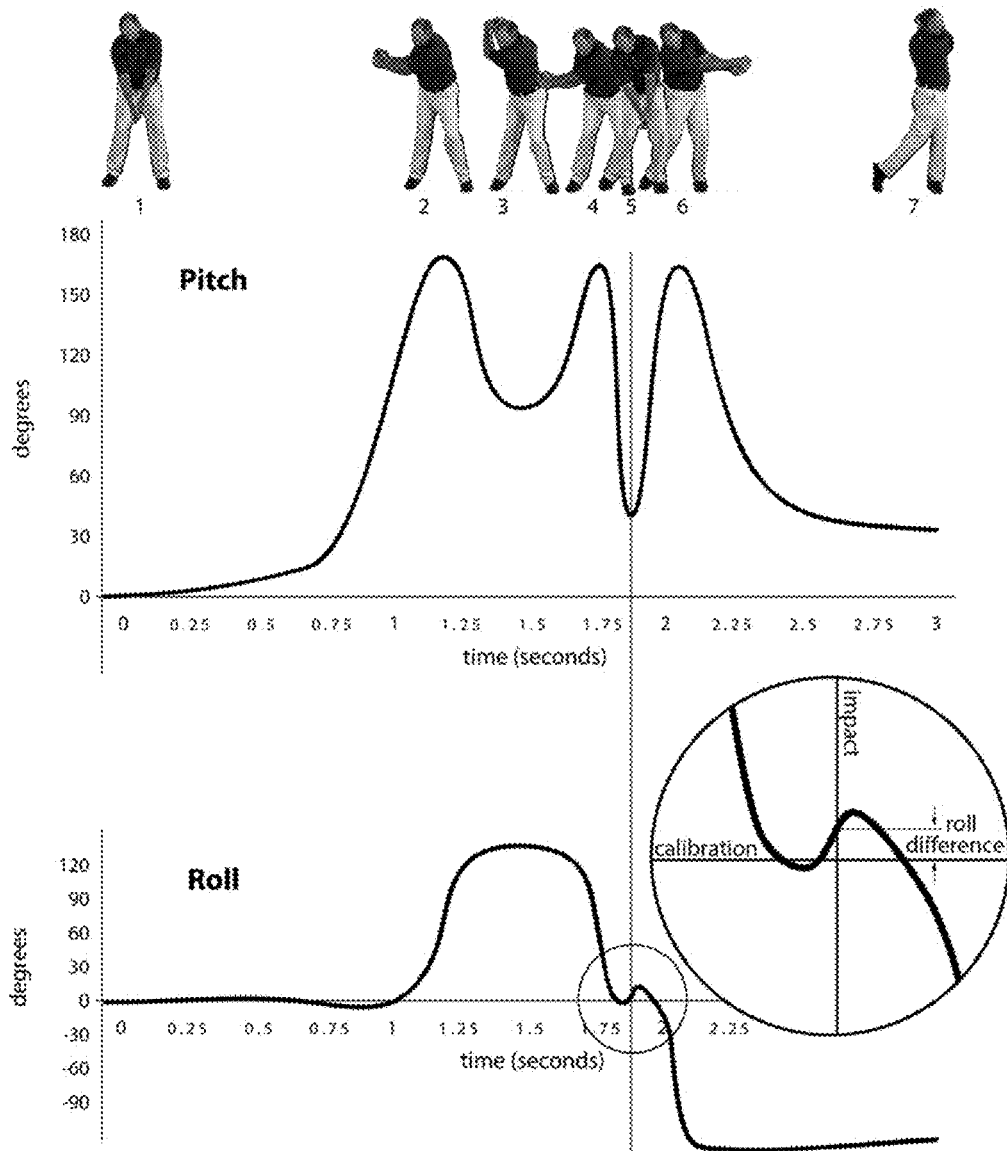 1 2 3 4 5 6 7
Pitch
degrees
180
150
120
90
60
30
0
0 0.25 0.5 0.75 1 1.25 1.5 1.75 2 2.25 2.5 2.75 3
time (seconds)
impact
calibration
roll
difference
Roll
degrees
120
90
60
30
0
-30
-60
-90
0 0.25 0.5 0.75 1 1.25 1.5 1.75 2 2.25
time (seconds)